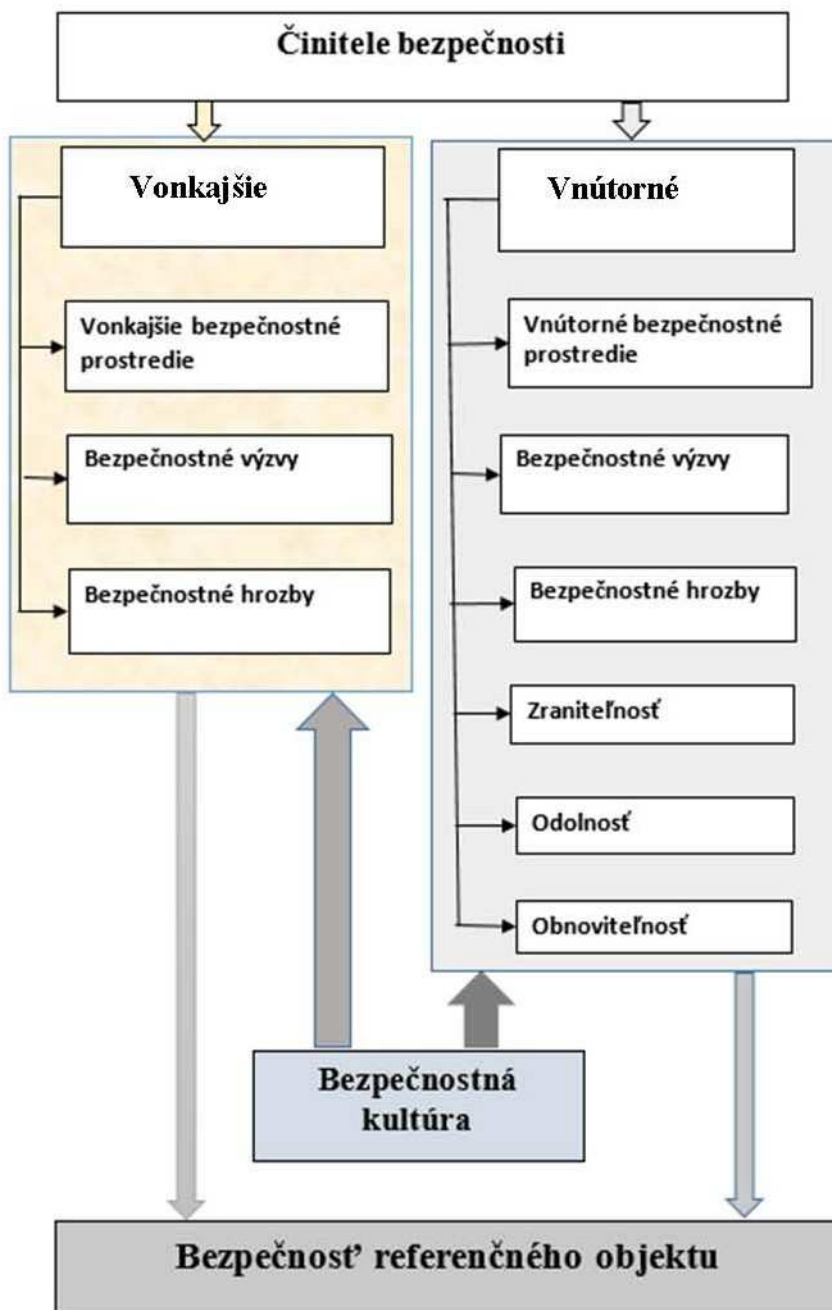 Činitele bezpečnosti
Vonkajšie
Vonkajšie bezpečnostné
prostredie
Bezpečnostné výzvy
Bezpečnostné hrozby
Vnútorné
Vnútorné bezpečnostné
prostredie
Bezpečnostné výzvy
Bezpečnostné hrozby
Zraniteľnosť
Odolnosť
Obnoviteľnosť
Bezpečnostná
kultúra
Bezpečnosť referenčného objektu